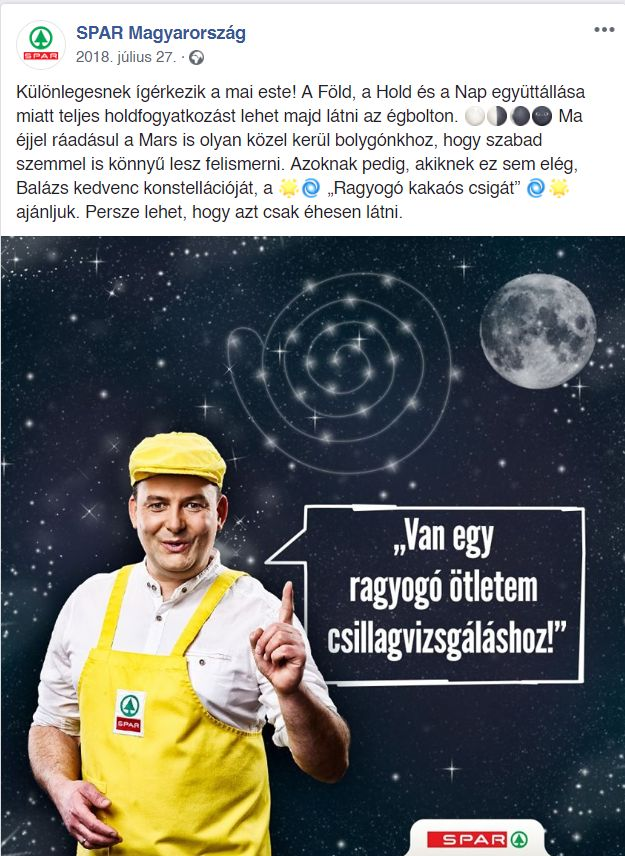 SPAR Magyarország
SPAR
2018. július 27. ·
Különlegesnek ígérkezik a mai este! A Föld, a Hold és a Nap együttállása
miatt teljes holdfogyatkozást lehet majd látni az égbolton. 🌕🌗🌘🌚 Ma
éjjel ráadásul a Mars is olyan közel kerül bolygónkhoz, hogy szabad
szemmel is könnyű lesz felismerni. Azoknak pedig, akiknek ez sem elég,
Balázs kedvenc konstellációját, a 🌟🌀 „Ragyogó kakaós csigát” 🌀🌟
ajánljuk. Persze lehet, hogy azt csak éhesen látni.
„Van egy
ragyogó ötletem
csillagvizsgáláshoz!”
SPAR
SPAR